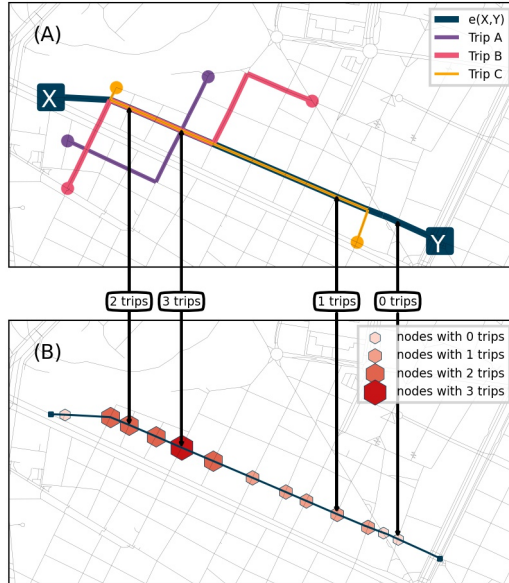 (A)
e(X,Y)
Trip A
Trip B
Trip C
X
Y
2 trips
3 trips
1 trips
0 trips
(B)
nodes with 0 trips
nodes with 1 trips
nodes with 2 trips
nodes with 3 trips